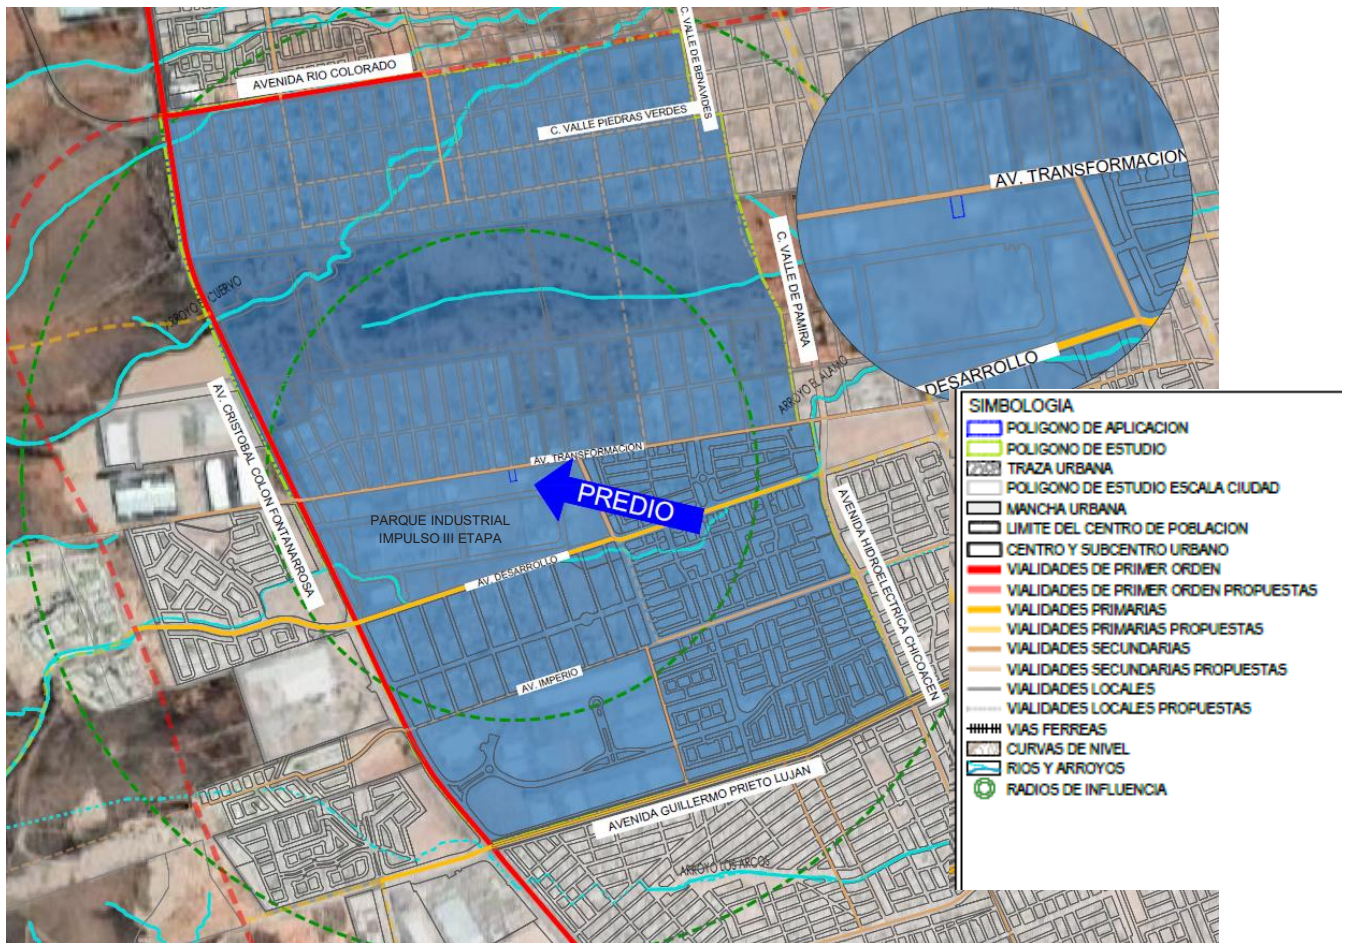 AVENIDA RIO COLORADO
C. VALLE DE BENAVIDES
C. VALLE PIEDRAS VERDES
AV. TRANSFORMACION
C. VALLE DE PAMIRA
ARROYO EL CUERVO
ARROYO EL ALAMO
DESARROLLO
AV. CRISTOBAL COLON FONTANARROSA
AV. TRANSFORMACION
PREDIO
PARQUE INDUSTRIAL
IMPULSO III ETAPA
AV. DESARROLLO
AVENIDA HIDROELECTRICA CHICOACEN
AV. IMPERIO
AVENIDA GUILLERMO PRIETO LUJAN
ARROYO LOS ARCOS
SIMBOLOGIA
POLIGONO DE APLICACION
POLIGONO DE ESTUDIO
TRAZA URBANA
POLIGONO DE ESTUDIO ESCALA CIUDAD
MANCHA URBANA
LIMITE DEL CENTRO DE POBLACION
CENTRO Y SUBCENTRO URBANO
VIALIDADES DE PRIMER ORDEN
VIALIDADES DE PRIMER ORDEN PROPUESTAS
VIALIDADES PRIMARIAS
VIALIDADES PRIMARIAS PROPUESTAS
VIALIDADES SECUNDARIAS
VIALIDADES SECUNDARIAS PROPUESTAS
VIALIDADES LOCALES
VIALIDADES LOCALES PROPUESTAS
VIAS FERREAS
CURVAS DE NIVEL
RIOS Y ARROYOS
RADIOS DE INFLUENCIA